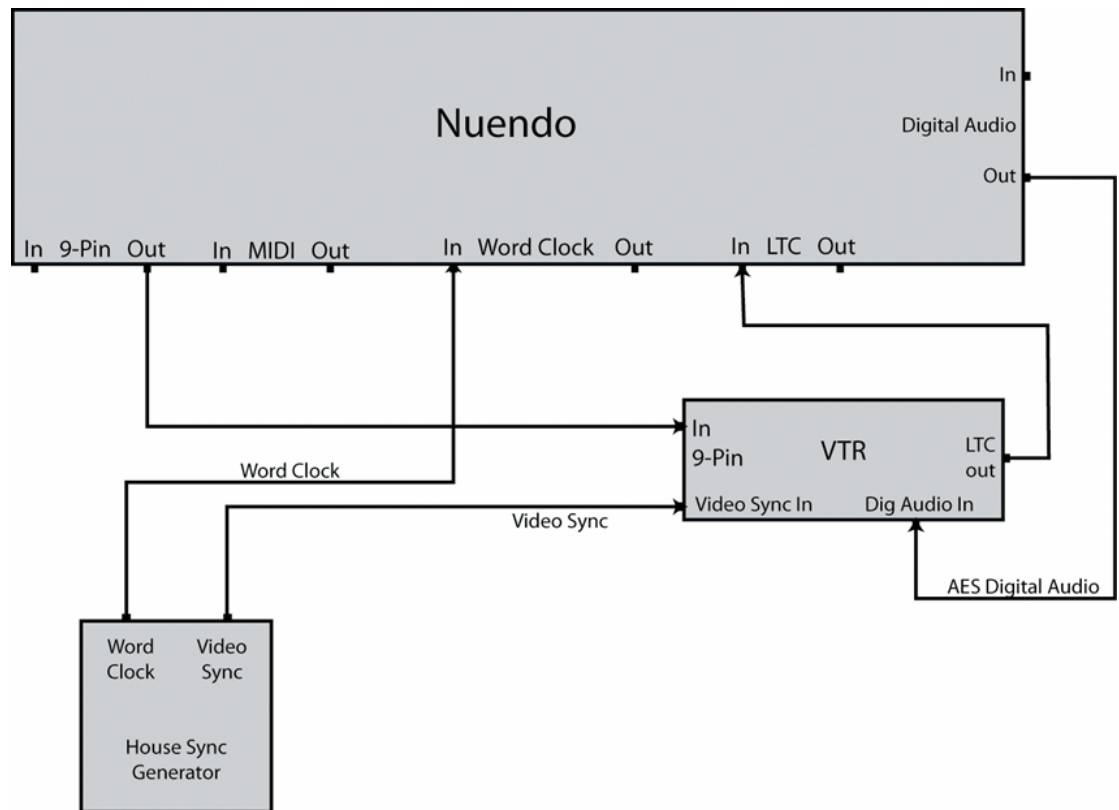 In
Nuendo
Digital Audio
Out
In 9-Pin Out In MIDI Out In Word Clock Out In LTC Out
In
9-Pin
VTR
LTC
out
Word Clock
Video Sync In
Dig Audio In
Video Sync
AES Digital Audio
Word
Clock
Video
Sync
House Sync
Generator